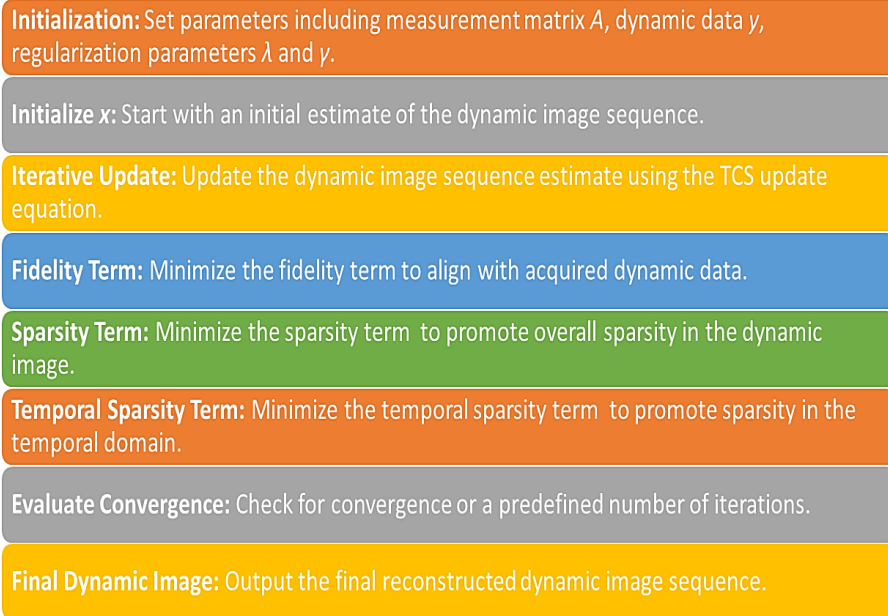 Initialization: Set parameters including measurement matrix A, dynamic data y,
regularization parameters λ and γ.
Initialize x: Start with an initial estimate of the dynamic image sequence.
Iterative Update: Update the dynamic image sequence estimate using the TCS update
equation.
Fidelity Term: Minimize the fidelity term to align with acquired dynamic data.
Sparsity Term: Minimize the sparsity term to promote overall sparsity in the dynamic
image.
Temporal Sparsity Term: Minimize the temporal sparsity term to promote sparsity in the
temporal domain.
Evaluate Convergence: Check for convergence or a predefined number of iterations.
Final Dynamic Image: Output the final reconstructed dynamic image sequence.